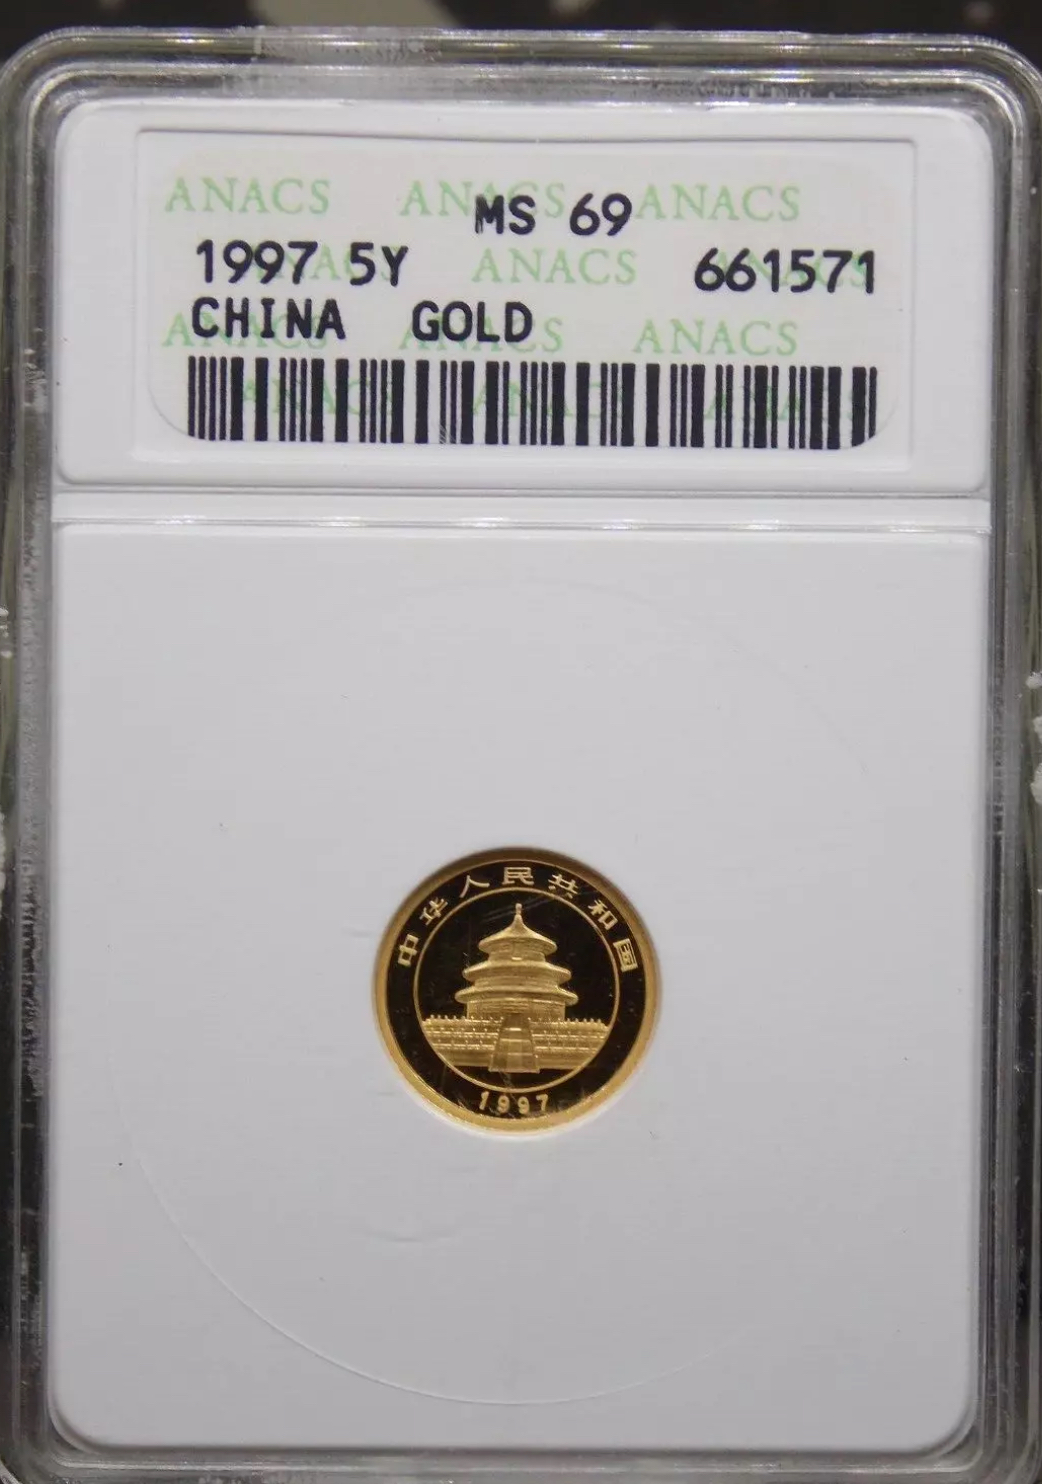 ANACS ANACS ANACS
MS 69
1997 5Y ANACS 661571
CHINA GOLD ANACS
中华人民共和国
1997